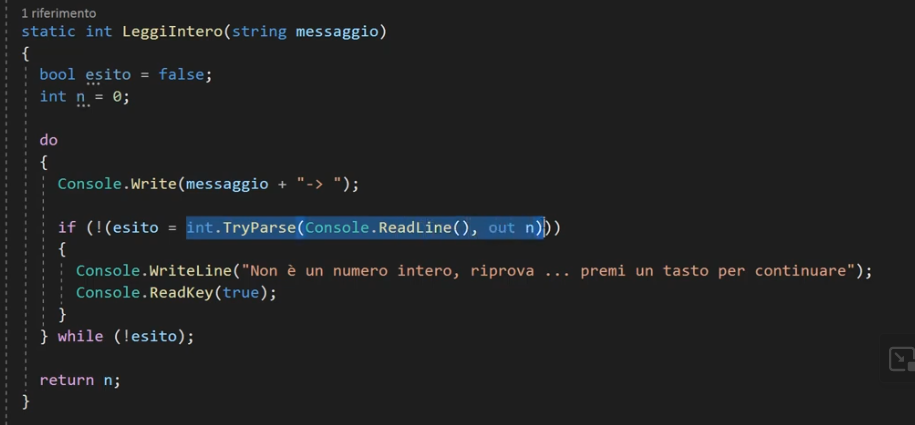 1 riferimento
static int LeggiIntero(string messaggio)
{
bool esito = false;
int n = 0;
do
{
Console.Write(messaggio + "-> ");
if (!(esito = int.TryParse(Console.ReadLine(), out n)))
{
Console.WriteLine("Non è un numero intero, riprova ... premi un tasto per continuare");
Console.ReadKey(true);
}
} while (!esito);
return n;
}